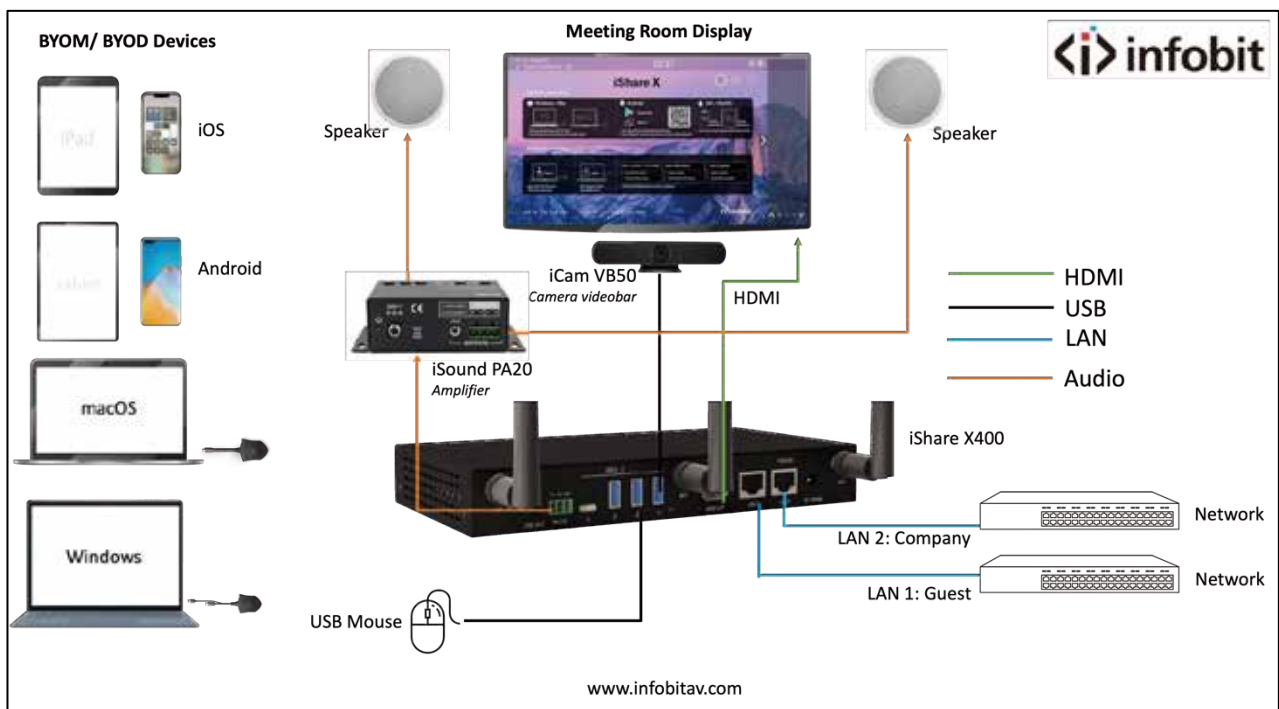 BYOM/ BYOD Devices
Meeting Room Display
<i> infobit
iPad
iOS
Speaker
iShare X
Speaker
tablet
Android
iCam VB50
Camera videobar
HDMI
HDMI
USB
LAN
Audio
iSound PA20
Amplifier
macOS
iShare X400
Windows
LAN 2: Company
Network
LAN 1: Guest
Network
USB Mouse
www.infobitav.com